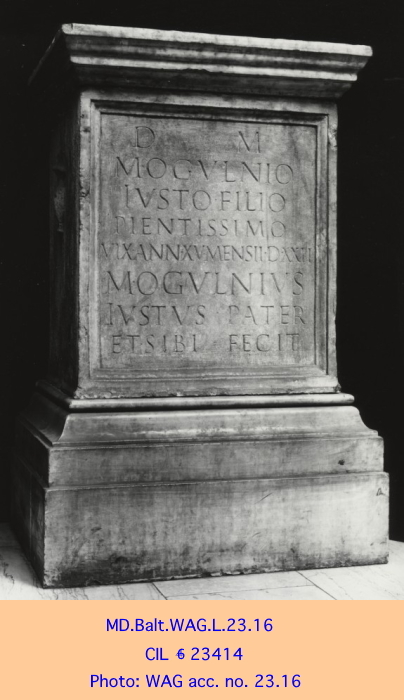 D M
MOGVLNIO
IVSTO·FILIO
PIENTISSIMO
VIX·ANN·XV·MENS·II·D·XXII
MOGVLNIVS
IVSTVS PATER
ET·SIBI FECIT
MD.Balt.WAG.L.23.16
CIL € 23414
Photo: WAG acc. no. 23.16